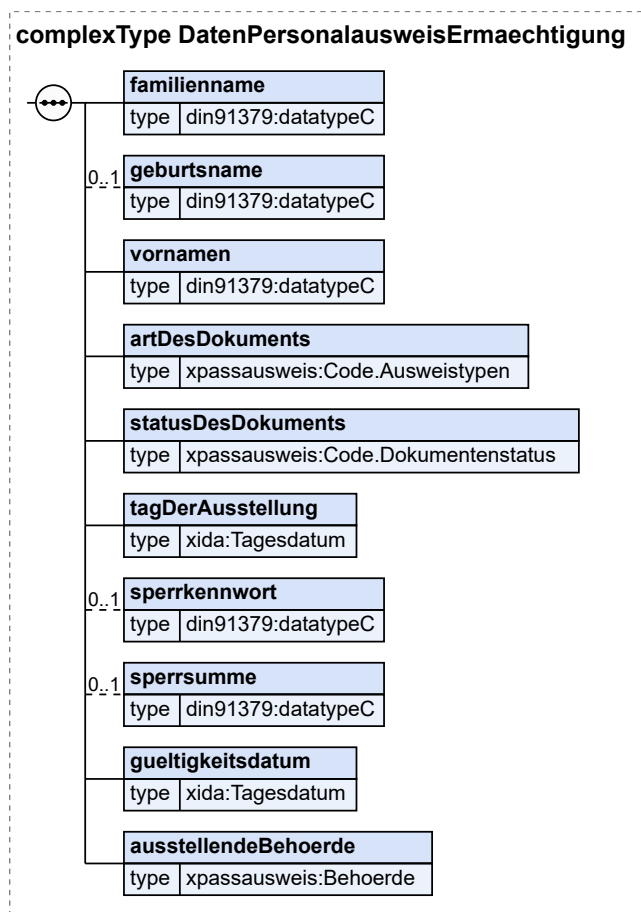 complexType DatenPersonalausweisErmaechtigung
familienname
type din91379:datatypeC
0..1 geburtsname
type din91379:datatypeC
vornamen
type din91379:datatypeC
artDesDokuments
type xpassausweis:Code.Ausweistypen
statusDesDokuments
type xpassausweis:Code.Dokumentenstatus
tagDerAusstellung
type xida:Tagesdatum
0..1 sperrkennwort
type din91379:datatypeC
0..1 sperrsumme
type din91379:datatypeC
gueltigkeitsdatum
type xida:Tagesdatum
ausstellendeBehoerde
type xpassausweis:Behoerde